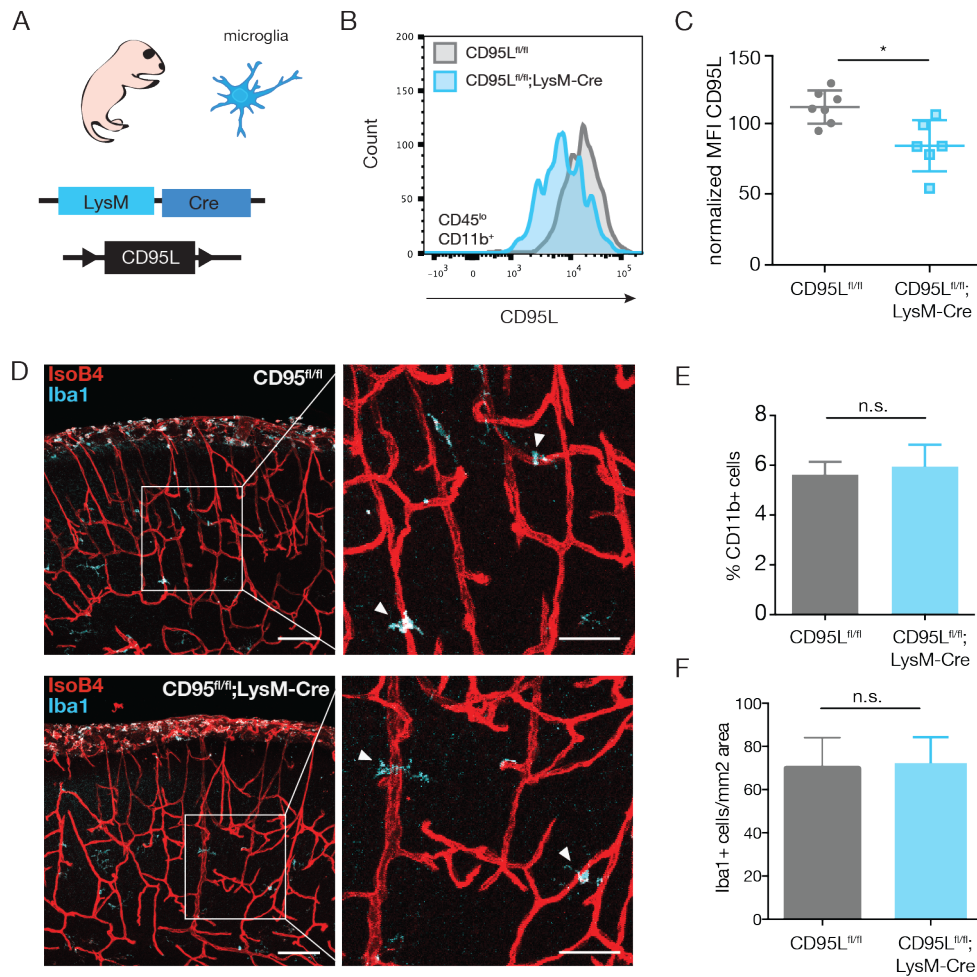 A
microglia
LysM
Cre
CD95L
B
200
150
100
50
0
Count
CD95Lfl/fl
CD95Lfl/fl;LysM-Cre
CD45lo
CD11b+
-10³
0
10³
10⁴
10⁵
CD95L
C
150
100
50
0
normalized MFI CD95L
*
CD95Lfl/fl
CD95Lfl/fl;
LysM-Cre
D
IsoB4
Iba1
CD95fl/fl
IsoB4
Iba1
CD95fl/fl;LysM-Cre
E
8
6
4
2
0
% CD11b+ cells
n.s.
CD95Lfl/fl
CD95Lfl/fl;
LysM-Cre
F
100
80
60
40
20
0
Iba1+ cells/mm2 area
n.s.
CD95Lfl/fl
CD95Lfl/fl;
LysM-Cre